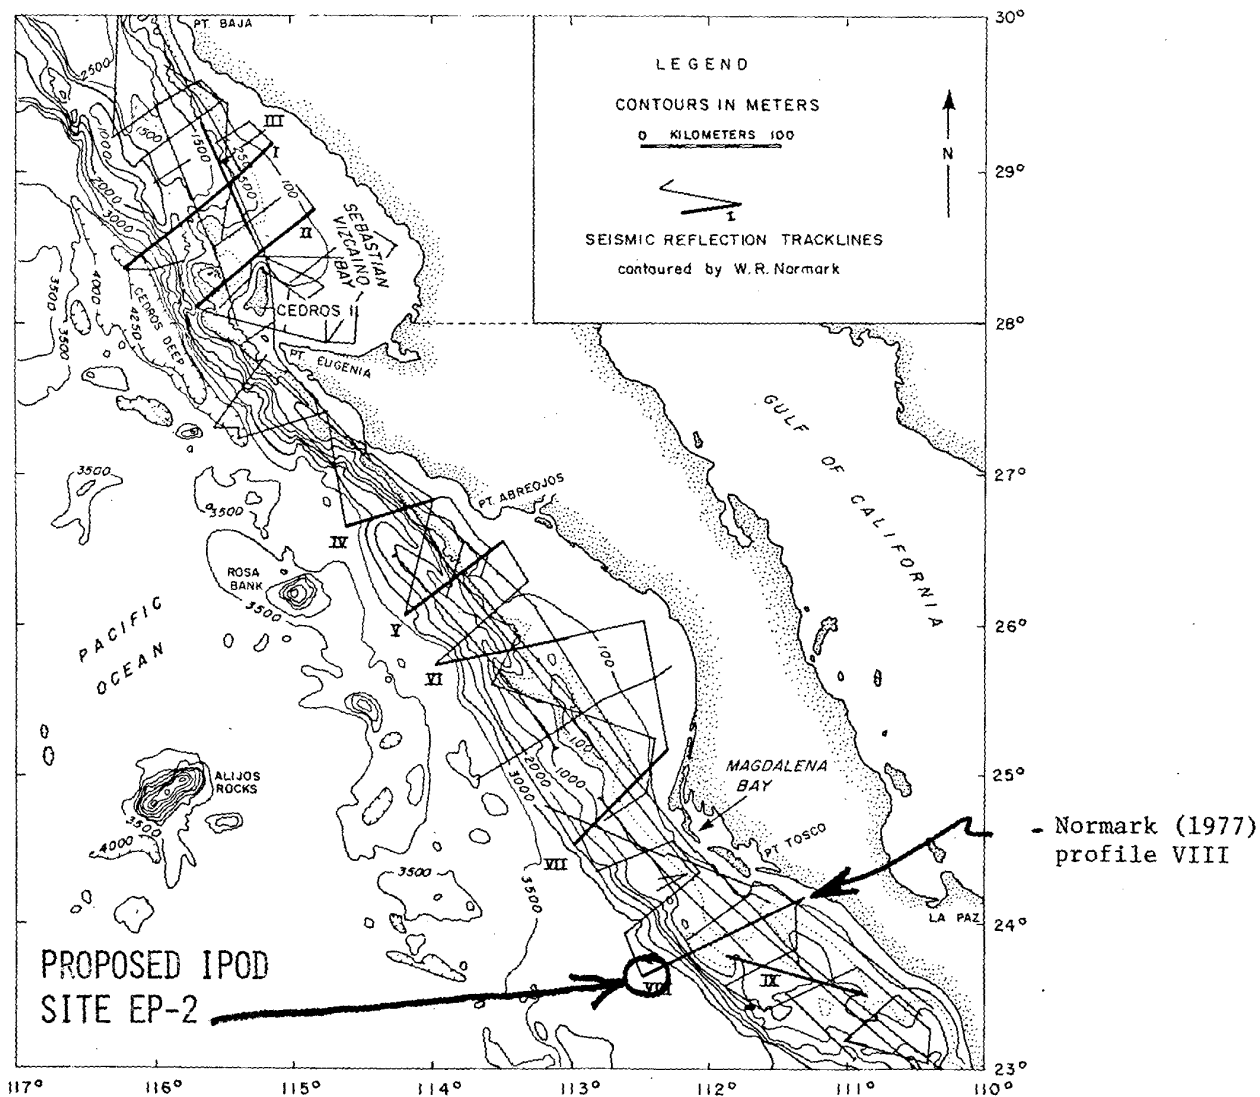 PT. BAJA
30°
LEGEND
CONTOURS IN METERS
0 KILOMETERS 100
N
I
SEISMIC REFLECTION TRACKLINES
contoured by W.R. Normark
2500
1000
1500
1500
2000
3000
III
I
100
II
29°
SEBASTIAN
VIZCAINO
BAY
3500
3500
4000
4250
CEDROS DEEP
CEDROS II
28°
PT. EUGENIA
GULF OF CALIFORNIA
27°
3500
3500
PT. ABREOJOS
IV
ROSA
BANK
3500
V
PACIFIC
OCEAN
26°
VI
100
100
3000
2000
1000
25°
MAGDALENA
BAY
ALIJOS
ROCKS
3500
4000
PT TOSCO
Normark (1977)
profile VIII
VII
3500
3500
LA PAZ
24°
PROPOSED IPOD
SITE EP-2
VIII
IX
23°
117°
116°
115°
114°
113°
112°
111°
110°